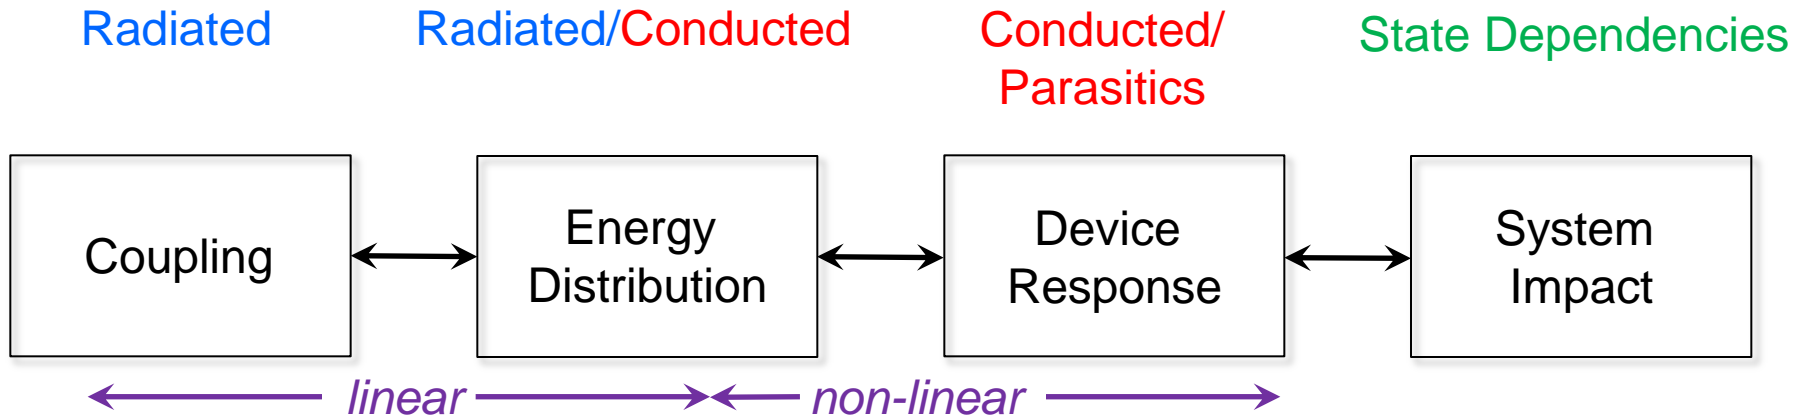 Radiated
Radiated/Conducted
Conducted/
Parasitics
State Dependencies
Coupling
Energy
Distribution
Device
Response
System
Impact
linear
non-linear